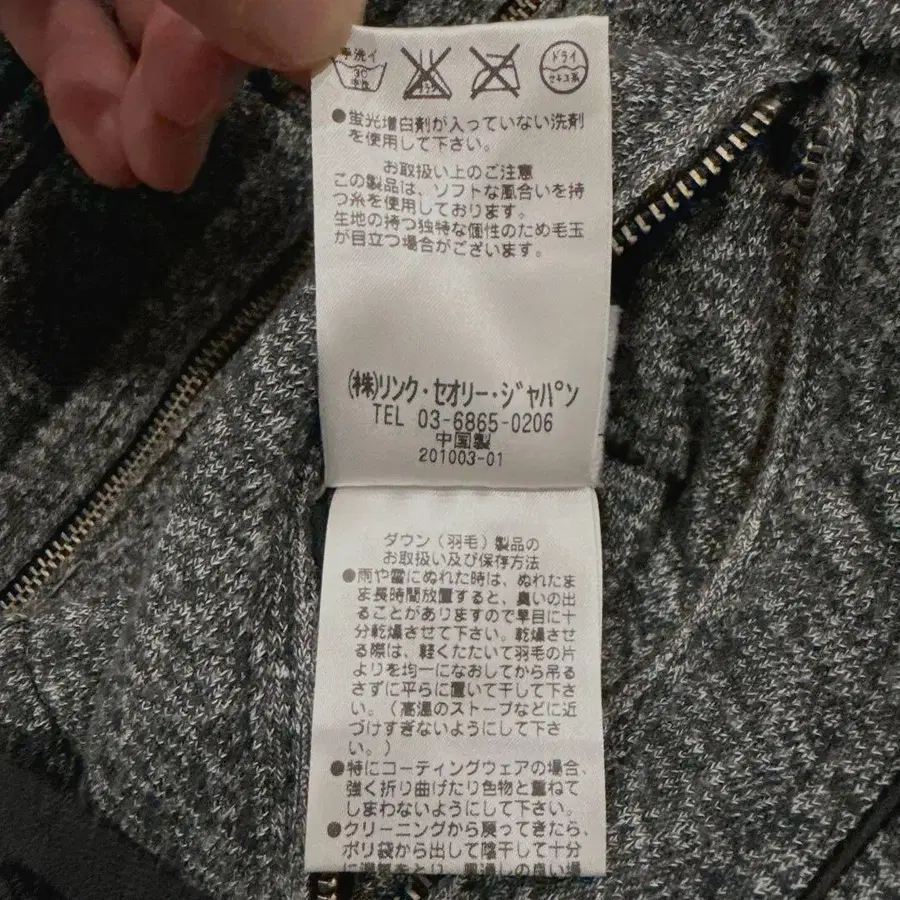 手洗イ
30
中性
ドライ
セキユ系
●蛍光増白剤が入っていない洗剤
を使用して下さい。
お取扱い上のご注意
この製品は、ソフトな風合いを持
つ糸を使用しております。
生地の持つ独特な個性のため毛玉
が目立つ場合がございます。
(株)リンク・セオリー・ジャパン
TEL 03-6865-0206
中国製
201003-01
ダウン（羽毛）製品の
お取扱い及び保存方法
●雨や雪にぬれた時は、ぬれたま
ま長時間放置すると、臭いの出
ることがありますので早目に十
分乾燥させて下さい。乾燥させ
る際は、軽くたたいて羽毛の片
よりを均一になおしてから吊る
さずに平らに置いて干して下さ
い。（高温のストーブなどに近
づけすぎないようにして下さ
い。）
●特にコーティングウェアの場合、
強く折り曲げたり色物と重ねて
しまわないようにして下さい。
●クリーニングから戻ってきたら、
ポリ袋から出して陰干して十分
に湿気をとり、風通しの良い場